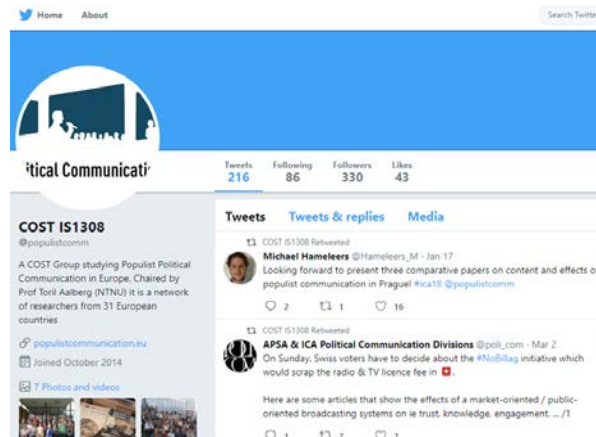 Home About Search Twitte
itical Communicati
Tweets Following Followers Likes
216 86 330 43
COST IS1308
@populistcomm
A COST Group studying Populist Political
Communication in Europe. Chaired by
Prof Toril Aalberg (NTNU) it is a network
of researchers from 31 European
countries
populistcommunication.eu
Joined October 2014
7 Photos and videos
Tweets Tweets & replies Media
COST IS1308 Retweeted
Michael Hameleers @Hameleers_M · Jan 17
Looking forward to present three comparative papers on content and effects o
populist communication in Prague! #ica18 @populistcomm
2 1 16
COST IS1308 Retweeted
APSA & ICA Political Communication Divisions @poli_com · Mar 2
On Sunday, Swiss voters have to decide about the #NoBillag initiative which
would scrap the radio & TV licence fee in 🇨🇭.
Here are some articles that show the effects of a market-oriented / public-
oriented broadcasting systems on ie trust, knowledge, engagement, ... /1
1 7 7